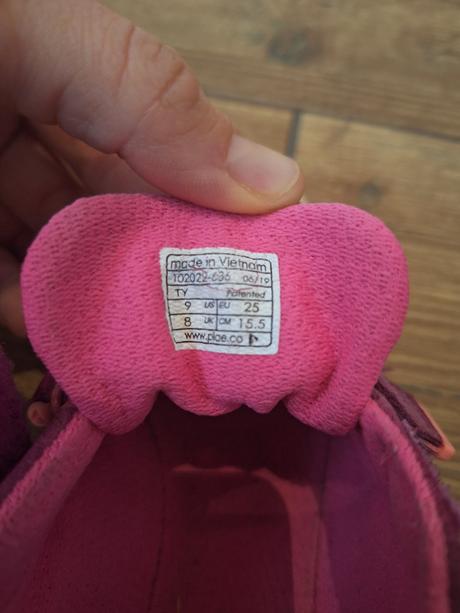 made in Vietnam
102022-636 06/19
TY Patented
9 US EU 25
8 UK CM 15.5
www.plae.co